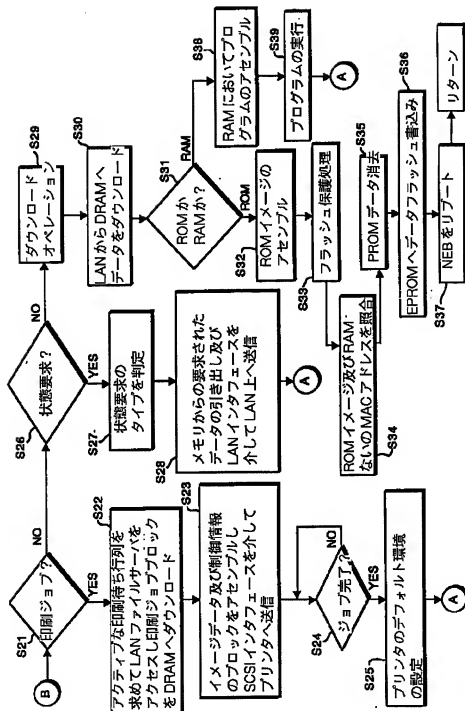 B
S21
印刷ジョブ?
NO
YES
S22
アクティブな印刷待ち行列を
求めてLANファイルサーバを
アクセスし印刷ジョブブロック
をDRAMへダウンロード
S23
イメージデータ及び制御情報
のブロックをアセンブルし
SCSIインタフェースを介して
プリンタへ送信
S24
ジョブ完了?
NO
YES
S25
プリンタのデフォルト環境
の設定
A
S26
状態要求?
NO
YES
S27
状態要求の
タイプを判定
S28
メモリからの要求された
データの引き出し及び
LANインタフェースを
介してLAN上へ送信
A
S29
ダウンロード
オペレーション
S30
LANからDRAMへ
データをダウンロード
S31
ROMか
RAMか?
ROM
RAM
S32
ROMイメージの
アセンブル
S33
フラッシュ保護処理
S34
ROMイメージ及びRAM
ないのMACアドレスを照合
S35
PROMデータ消去
S36
EPROMへデータフラッシュ書込み
S37
NEBをリブート
リターン
S38
RAMにおいてプロ
グラムのアセンブル
S39
プログラムの実行
A